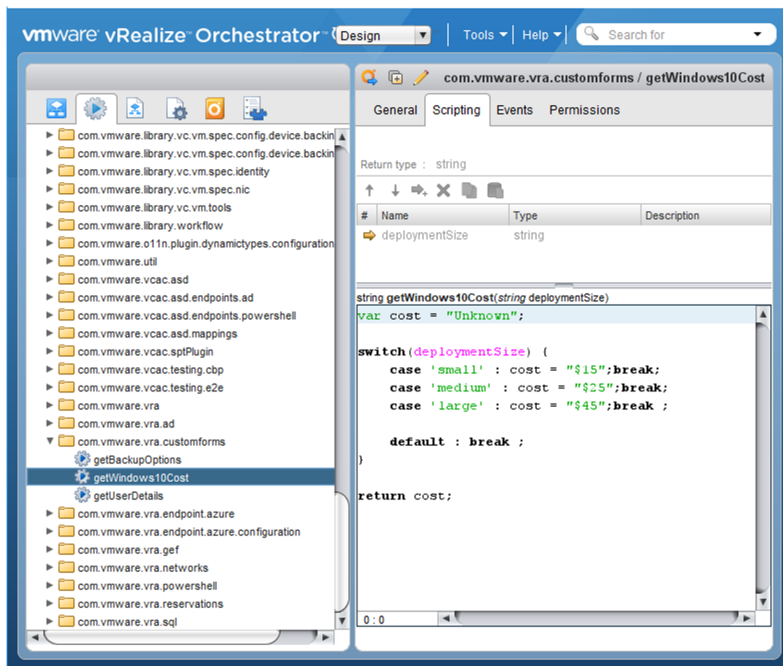 vmware vRealize Orchestrator Design Tools Help Search for
com.vmware.vra.customforms / getWindows10Cost
General Scripting Events Permissions
Return type : string
# Name Type Description
deploymentSize string
string getWindows10Cost(string deploymentSize)
var cost = "Unknown";
switch(deploymentSize) {
case 'small' : cost = "$15";break;
case 'medium' : cost = "$25";break;
case 'large' : cost = "$45";break ;
default : break ;
}
return cost;
0 : 0
com.vmware.library.vc.vm.spec.config.device.backin
com.vmware.library.vc.vm.spec.config.device.backin
com.vmware.library.vc.vm.spec.identity
com.vmware.library.vc.vm.spec.nic
com.vmware.library.vc.vm.tools
com.vmware.library.workflow
com.vmware.o11n.plugin.dynamictypes.configuration
com.vmware.util
com.vmware.vcac.asd
com.vmware.vcac.asd.endpoints.ad
com.vmware.vcac.asd.endpoints.powershell
com.vmware.vcac.asd.mappings
com.vmware.vcac.sptPlugin
com.vmware.vcac.testing.cbp
com.vmware.vcac.testing.e2e
com.vmware.vra
com.vmware.vra.ad
com.vmware.vra.customforms
getBackupOptions
getWindows10Cost
getUserDetails
com.vmware.vra.endpoint.azure
com.vmware.vra.endpoint.azure.configuration
com.vmware.vra.gef
com.vmware.vra.networks
com.vmware.vra.powershell
com.vmware.vra.reservations
com.vmware.vra.sql